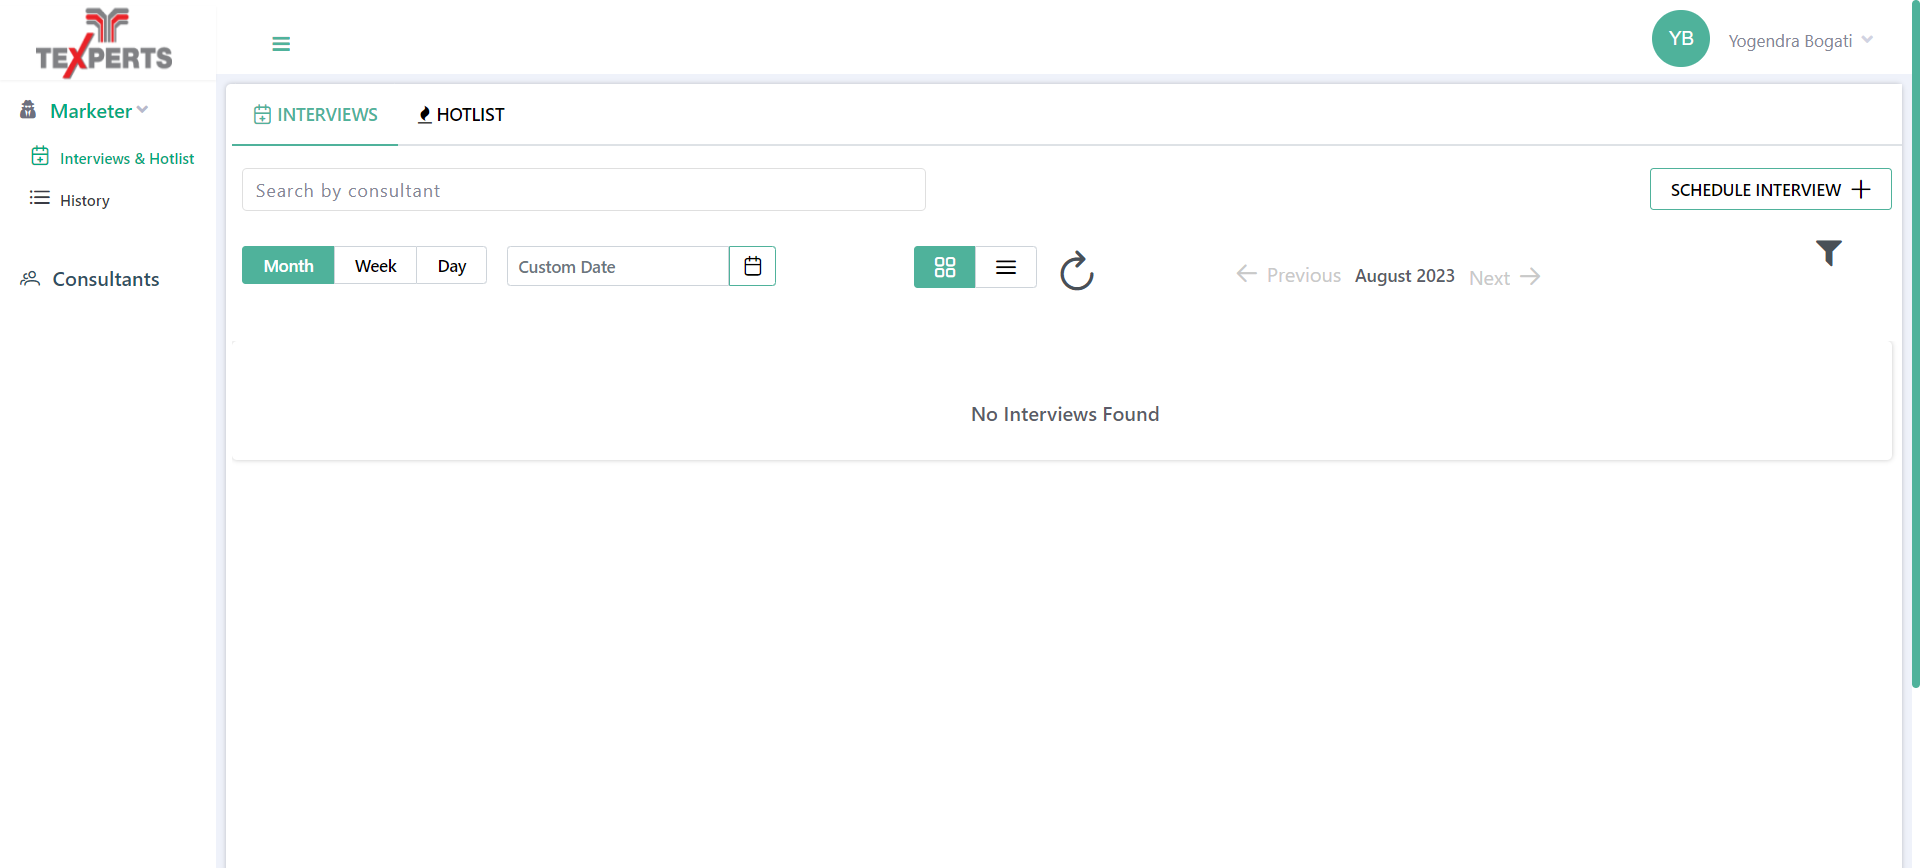 TEXPERTS
YB
Yogendra Bogati
Marketer
Interviews & Hotlist
History
Consultants
INTERVIEWS
HOTLIST
Search by consultant
SCHEDULE INTERVIEW
Month
Week
Day
Custom Date
Previous
August 2023
Next
No Interviews Found